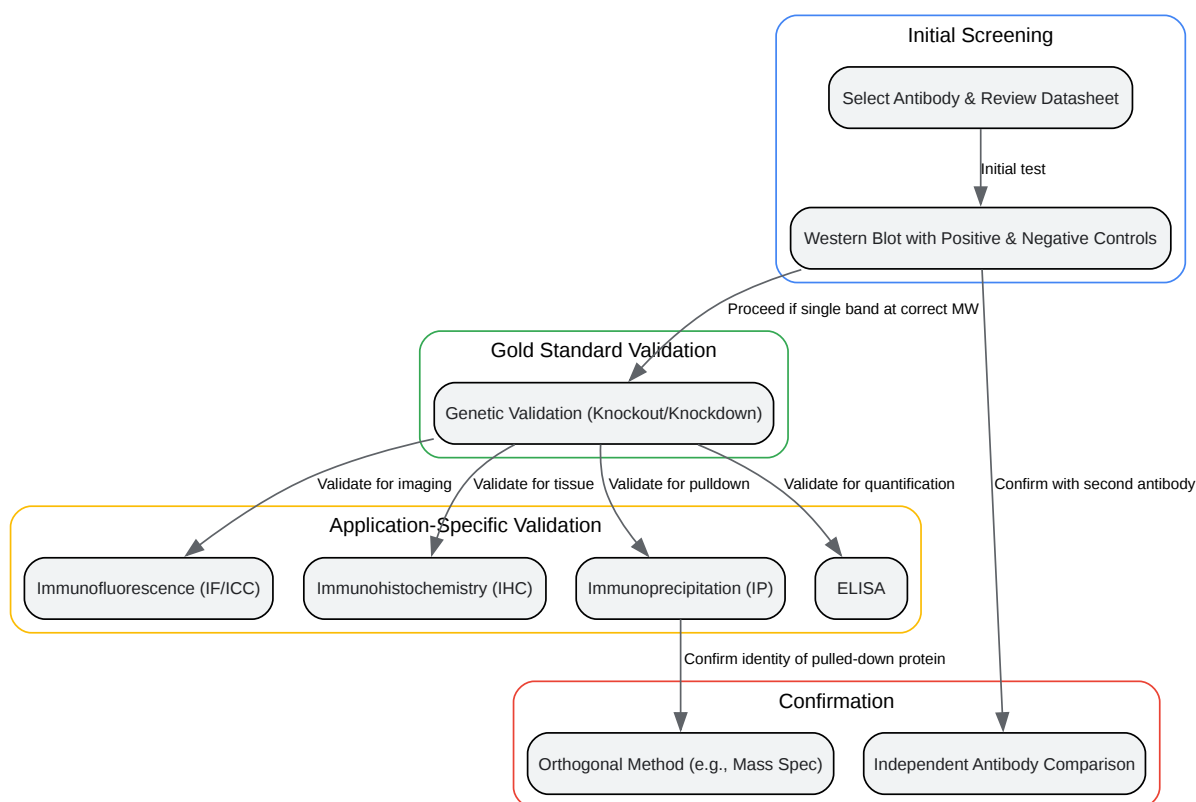 Initial Screening
Select Antibody & Review Datasheet
Initial test
Western Blot with Positive & Negative Controls
Proceed if single band at correct MW
Gold Standard Validation
Genetic Validation (Knockout/Knockdown)
Validate for imaging
Validate for tissue
Validate for pulldown
Validate for quantification
Confirm with second antibody
Application-Specific Validation
Immunofluorescence (IF/ICC)
Immunohistochemistry (IHC)
Immunoprecipitation (IP)
ELISA
Confirm identity of pulled-down protein
Confirmation
Orthogonal Method (e.g., Mass Spec)
Independent Antibody Comparison